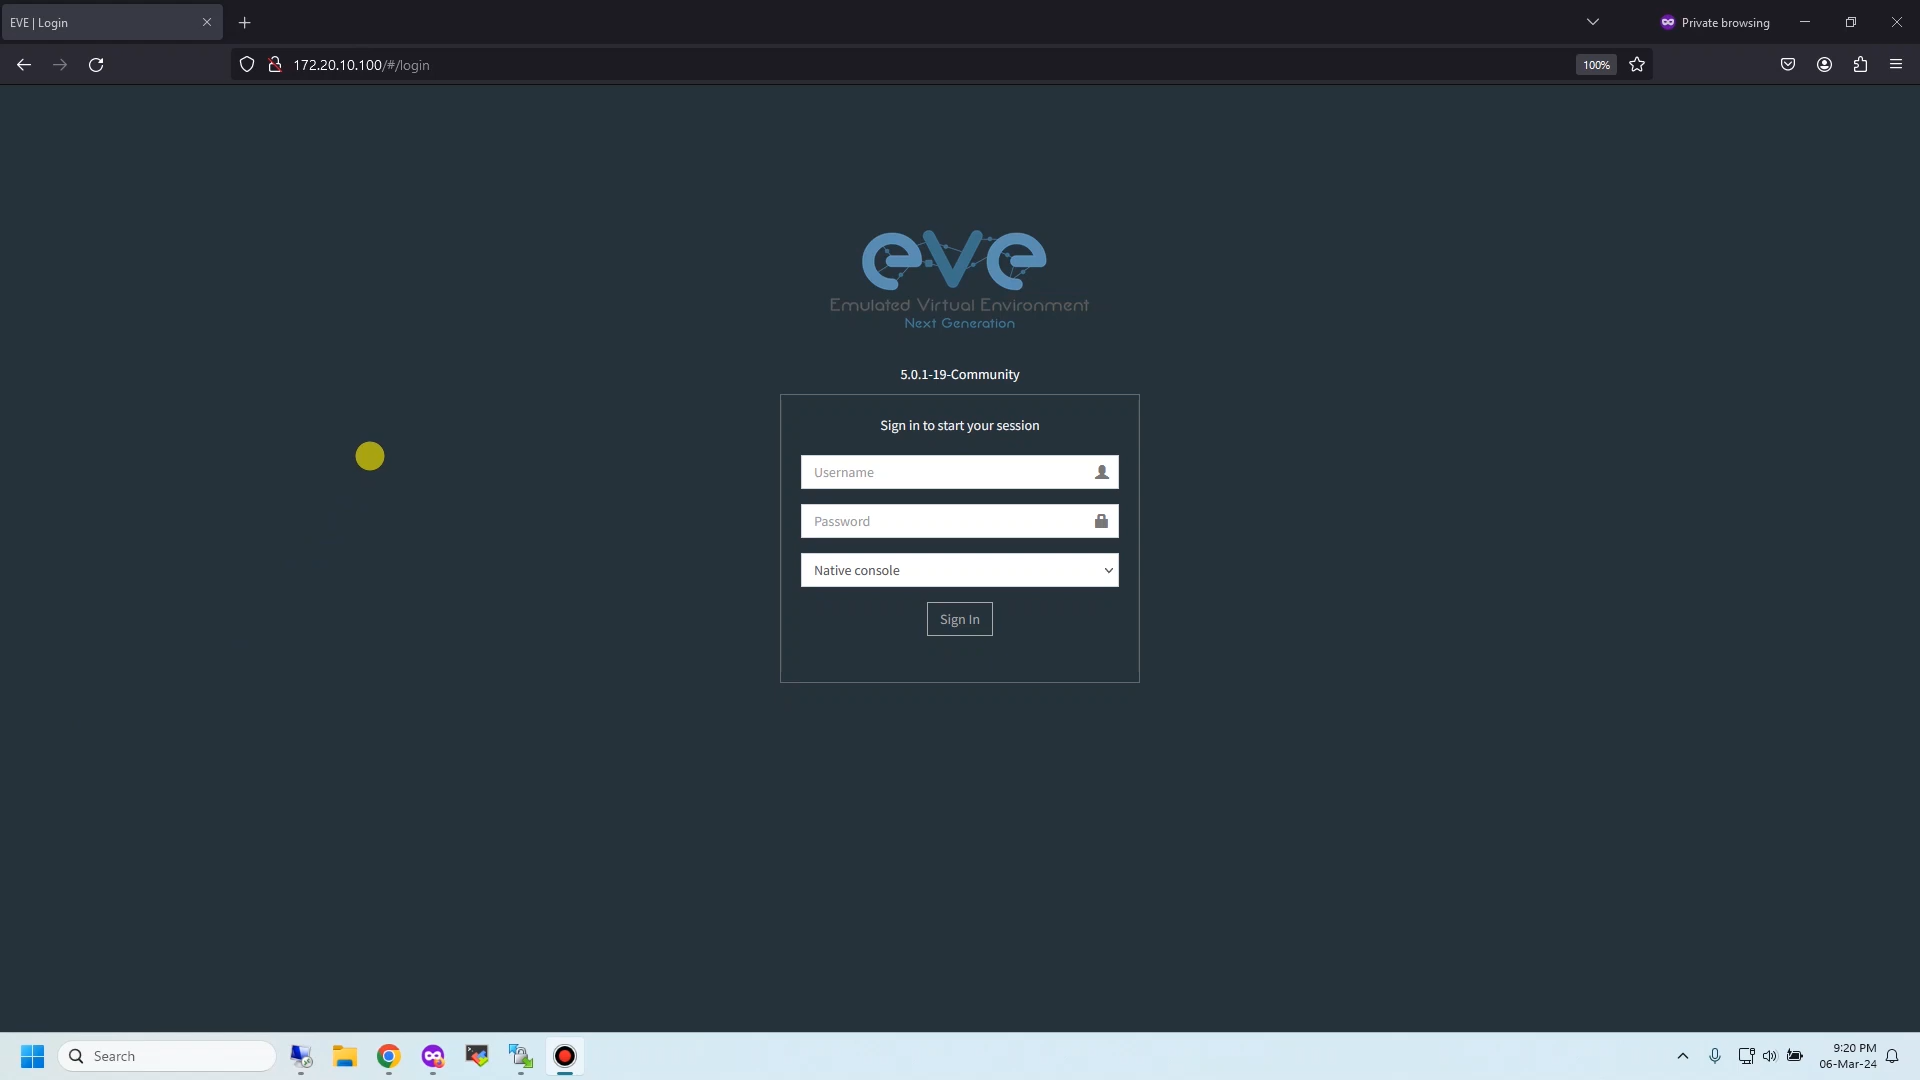 EVE | Login
Private browsing
172.20.10.100/#/login
100%
eve
Emulated Virtual Environment
Next Generation
5.0.1-19-Community
Sign in to start your session
Username
Password
Native console
Sign In
Search
9:20 PM
06-Mar-24